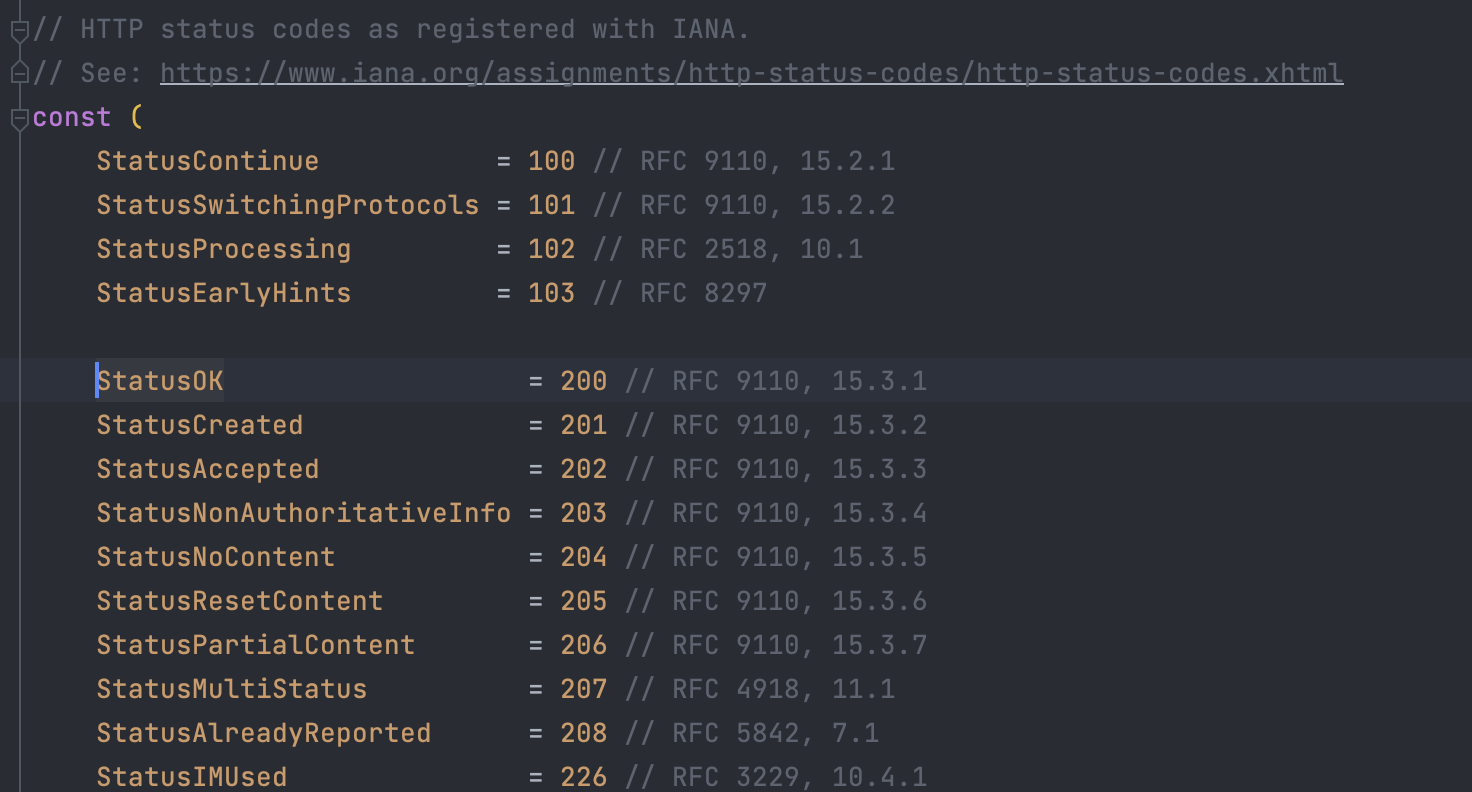 // HTTP status codes as registered with IANA.
// See: https://www.iana.org/assignments/http-status-codes/http-status-codes.xhtml
const (
    StatusContinue           = 100 // RFC 9110, 15.2.1
    StatusSwitchingProtocols = 101 // RFC 9110, 15.2.2
    StatusProcessing         = 102 // RFC 2518, 10.1
    StatusEarlyHints         = 103 // RFC 8297

    StatusOK                   = 200 // RFC 9110, 15.3.1
    StatusCreated              = 201 // RFC 9110, 15.3.2
    StatusAccepted             = 202 // RFC 9110, 15.3.3
    StatusNonAuthoritativeInfo = 203 // RFC 9110, 15.3.4
    StatusNoContent            = 204 // RFC 9110, 15.3.5
    StatusResetContent         = 205 // RFC 9110, 15.3.6
    StatusPartialContent       = 206 // RFC 9110, 15.3.7
    StatusMultiStatus          = 207 // RFC 4918, 11.1
    StatusAlreadyReported      = 208 // RFC 5842, 7.1
    StatusIMUsed               = 226 // RFC 3229, 10.4.1